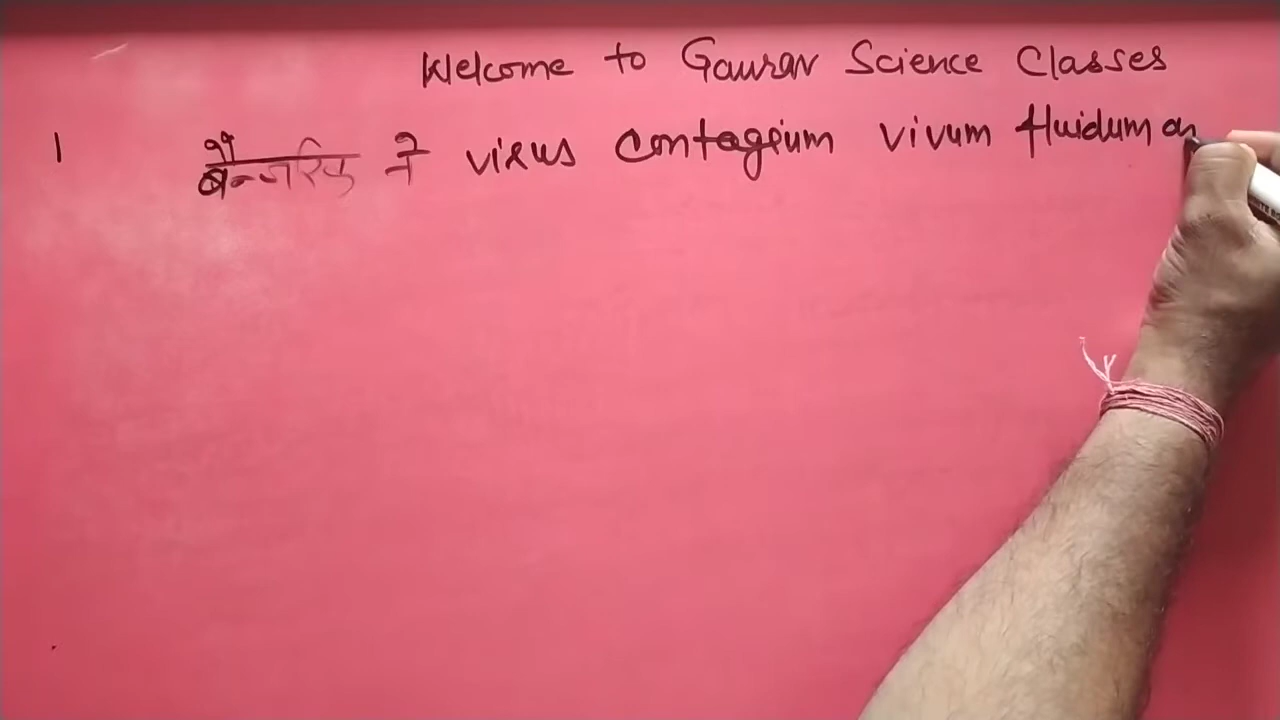 Welcome to Gaurav Science Classes
1 ने virus contagium vivum fluidum